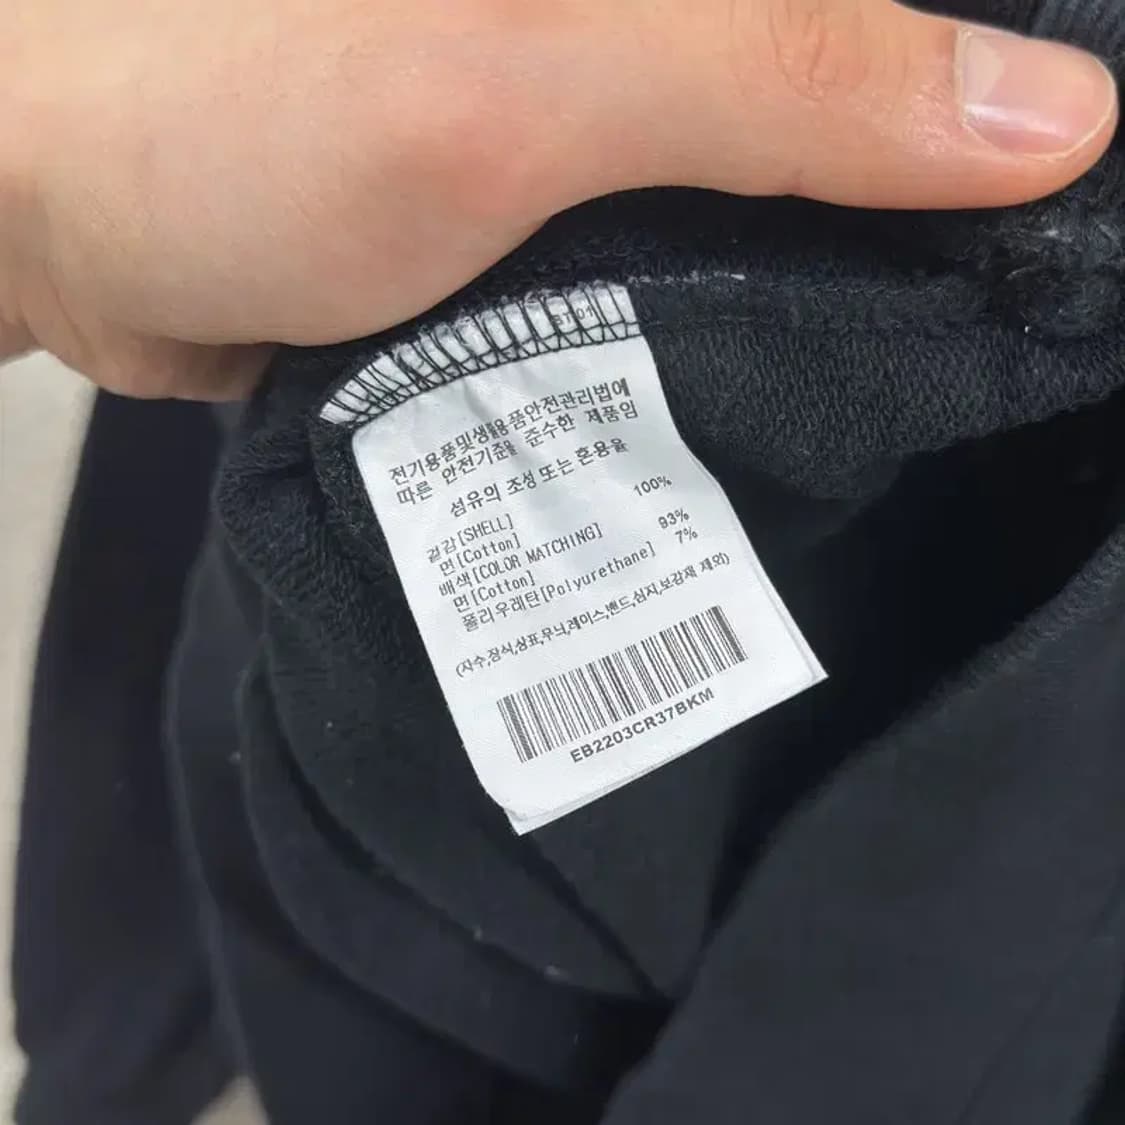 ST 01
전기용품및생활용품안전관리법에
따른 안전기준을 준수한 제품임
섬유의 조성 또는 혼용율
겉감[SHELL]
면[Cotton] 100%
배색[COLOR MATCHING]
면[Cotton] 93%
폴리우레탄[Polyurethane] 7%
(자수,장식,상표,무늬,레이스,밴드,심지,보강재 제외)
EB2203CR37BKM